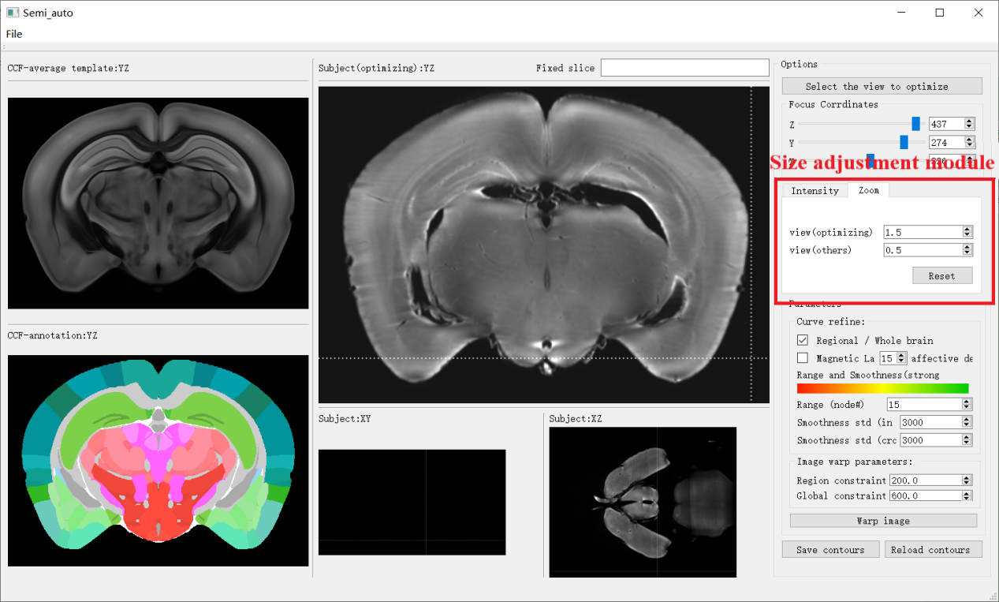 Semi_auto
File
CCF-average template:YZ
Subject(optimizing):YZ
Fixed slice
CCF-annotation:YZ
Subject:XY
Subject:XZ
Options
Select the view to optimize
Focus Corrdinates
Z 437
Y 274
Size adjustment module
Intensity Zoom
view(optimizing) 1.5
view(others) 0.5
Reset
Parameters
Curve refine:
Regional / Whole brain
Magnetic La 15 affective de
Range and Smoothness(strong
Range (node#) 15
Smoothness std (in 3000
Smoothness std (crc 3000
Image warp parameters:
Region constraint 200.0
Global constraint 600.0
Warp image
Save contours Reload contours